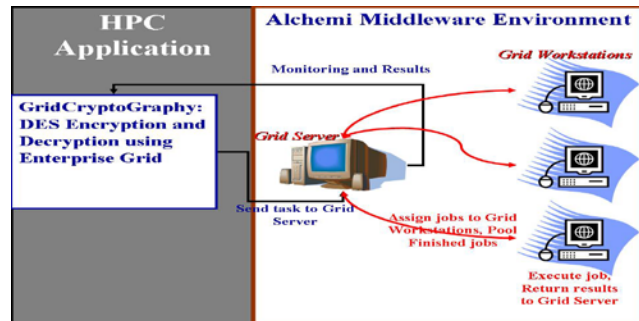 HPC
Application
Alchemi Middleware Environment
Grid Workstations
Monitoring and Results
GridCryptoGraphy:
DES Encryption and
Decryption using
Enterprise Grid
Grid Server
Send task to Grid
Server
Assign jobs to Grid
Workstations, Pool
Finished jobs
Execute job,
Return results
to Grid Server